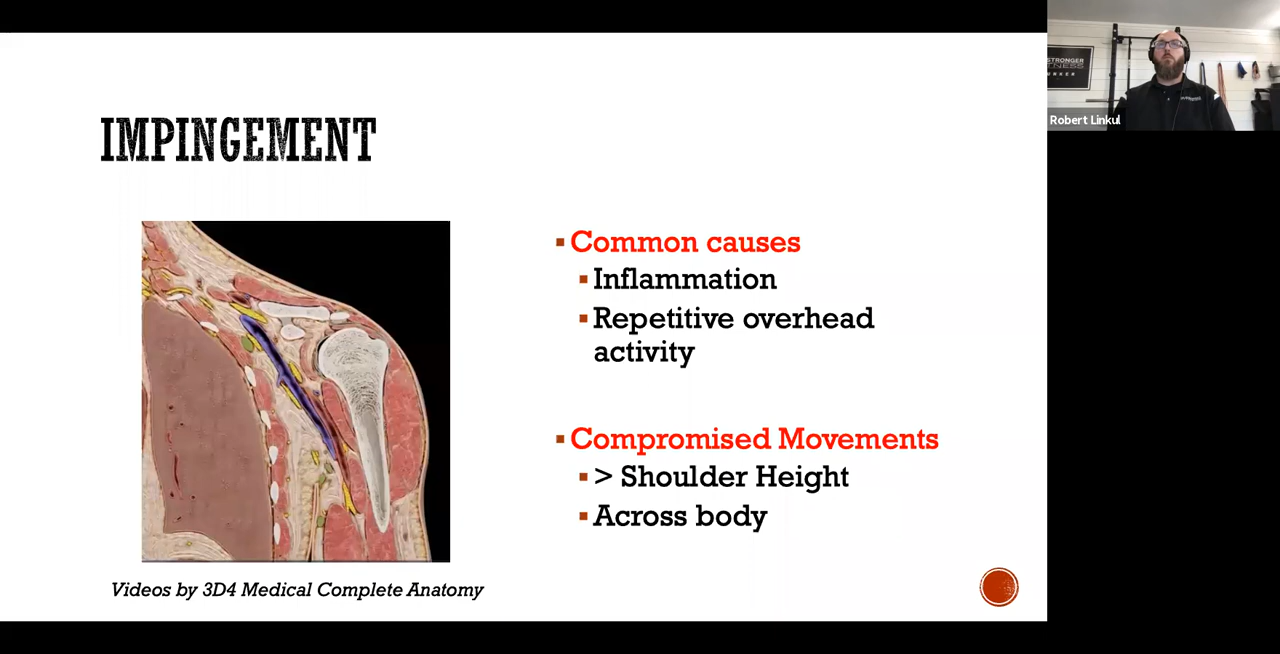 IMPINGEMENT
Common causes
Inflammation
Repetitive overhead
activity
Compromised Movements
> Shoulder Height
Across body
Videos by 3D4 Medical Complete Anatomy
STRONGER
Robert Linkul